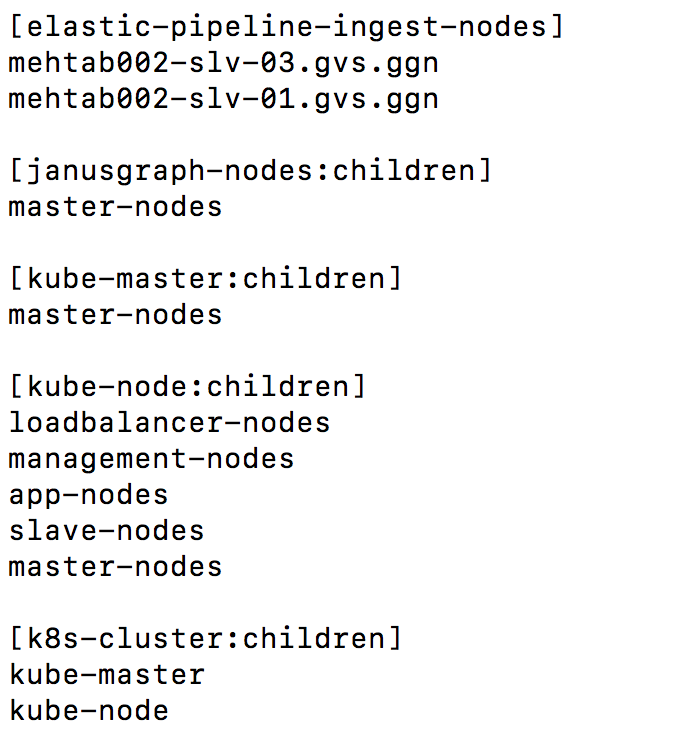 [elastic-pipeline-ingest-nodes]
mehtab002-slv-03.gvs.ggn
mehtab002-slv-01.gvs.ggn

[janusgraph-nodes:children]
master-nodes

[kube-master:children]
master-nodes

[kube-node:children]
loadbalancer-nodes
management-nodes
app-nodes
slave-nodes
master-nodes

[k8s-cluster:children]
kube-master
kube-node